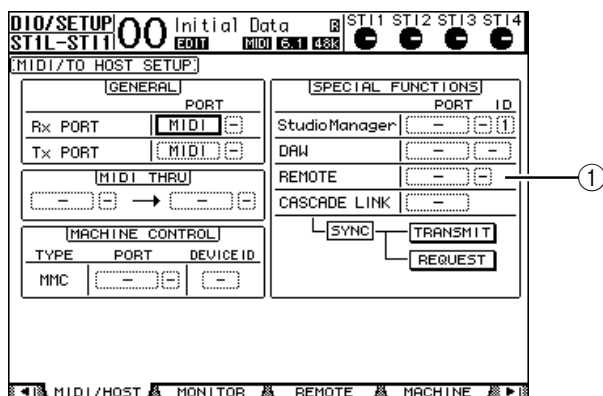 DIO/SETUP 00 Initial Data R ST11 ST12 ST13 ST14
ST1L-ST11 EDIT MIDI 6.1 48K
MIDI/TO HOST SETUP
GENERAL
PORT
Rx PORT MIDI -
Tx PORT MIDI -
MIDI THRU
- - → - -
MACHINE CONTROL
TYPE PORT DEVICE ID
MMC - - -
SPECIAL FUNCTIONS
PORT ID
StudioManager - - 1
DAW - -
REMOTE - -
CASCADE LINK -
SYNC TRANSMIT
REQUEST
1
MIDI/HOST MONITOR REMOTE MACHINE